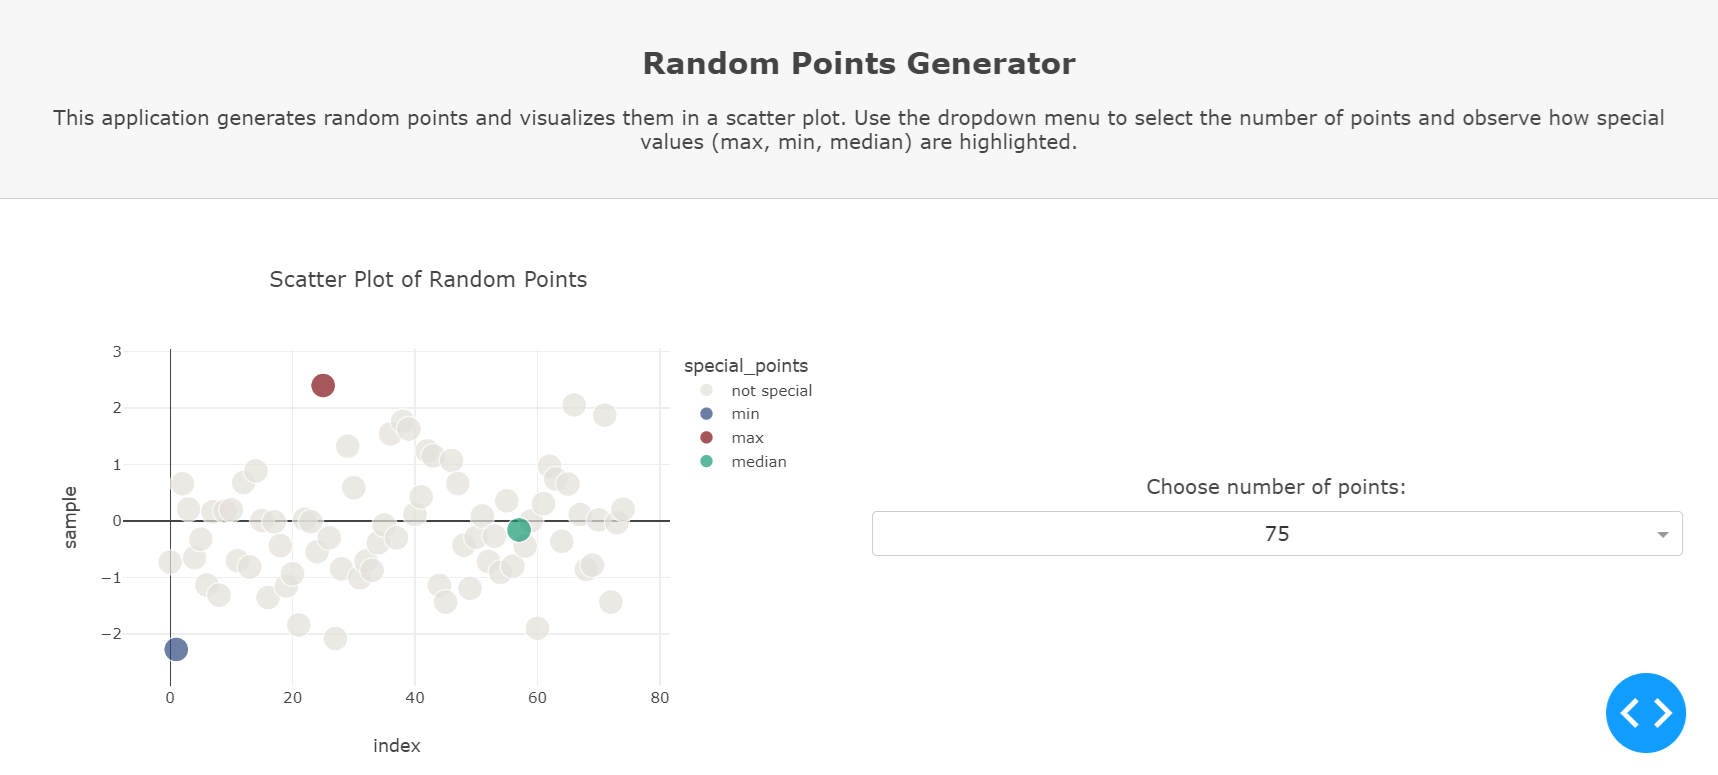 Random Points Generator
This application generates random points and visualizes them in a scatter plot. Use the dropdown menu to select the number of points and observe how special
values (max, min, median) are highlighted.
Scatter Plot of Random Points
3
2
1
0
−1
−2
sample
0 20 40 60 80
index
special_points
not special
min
max
median
Choose number of points:
75